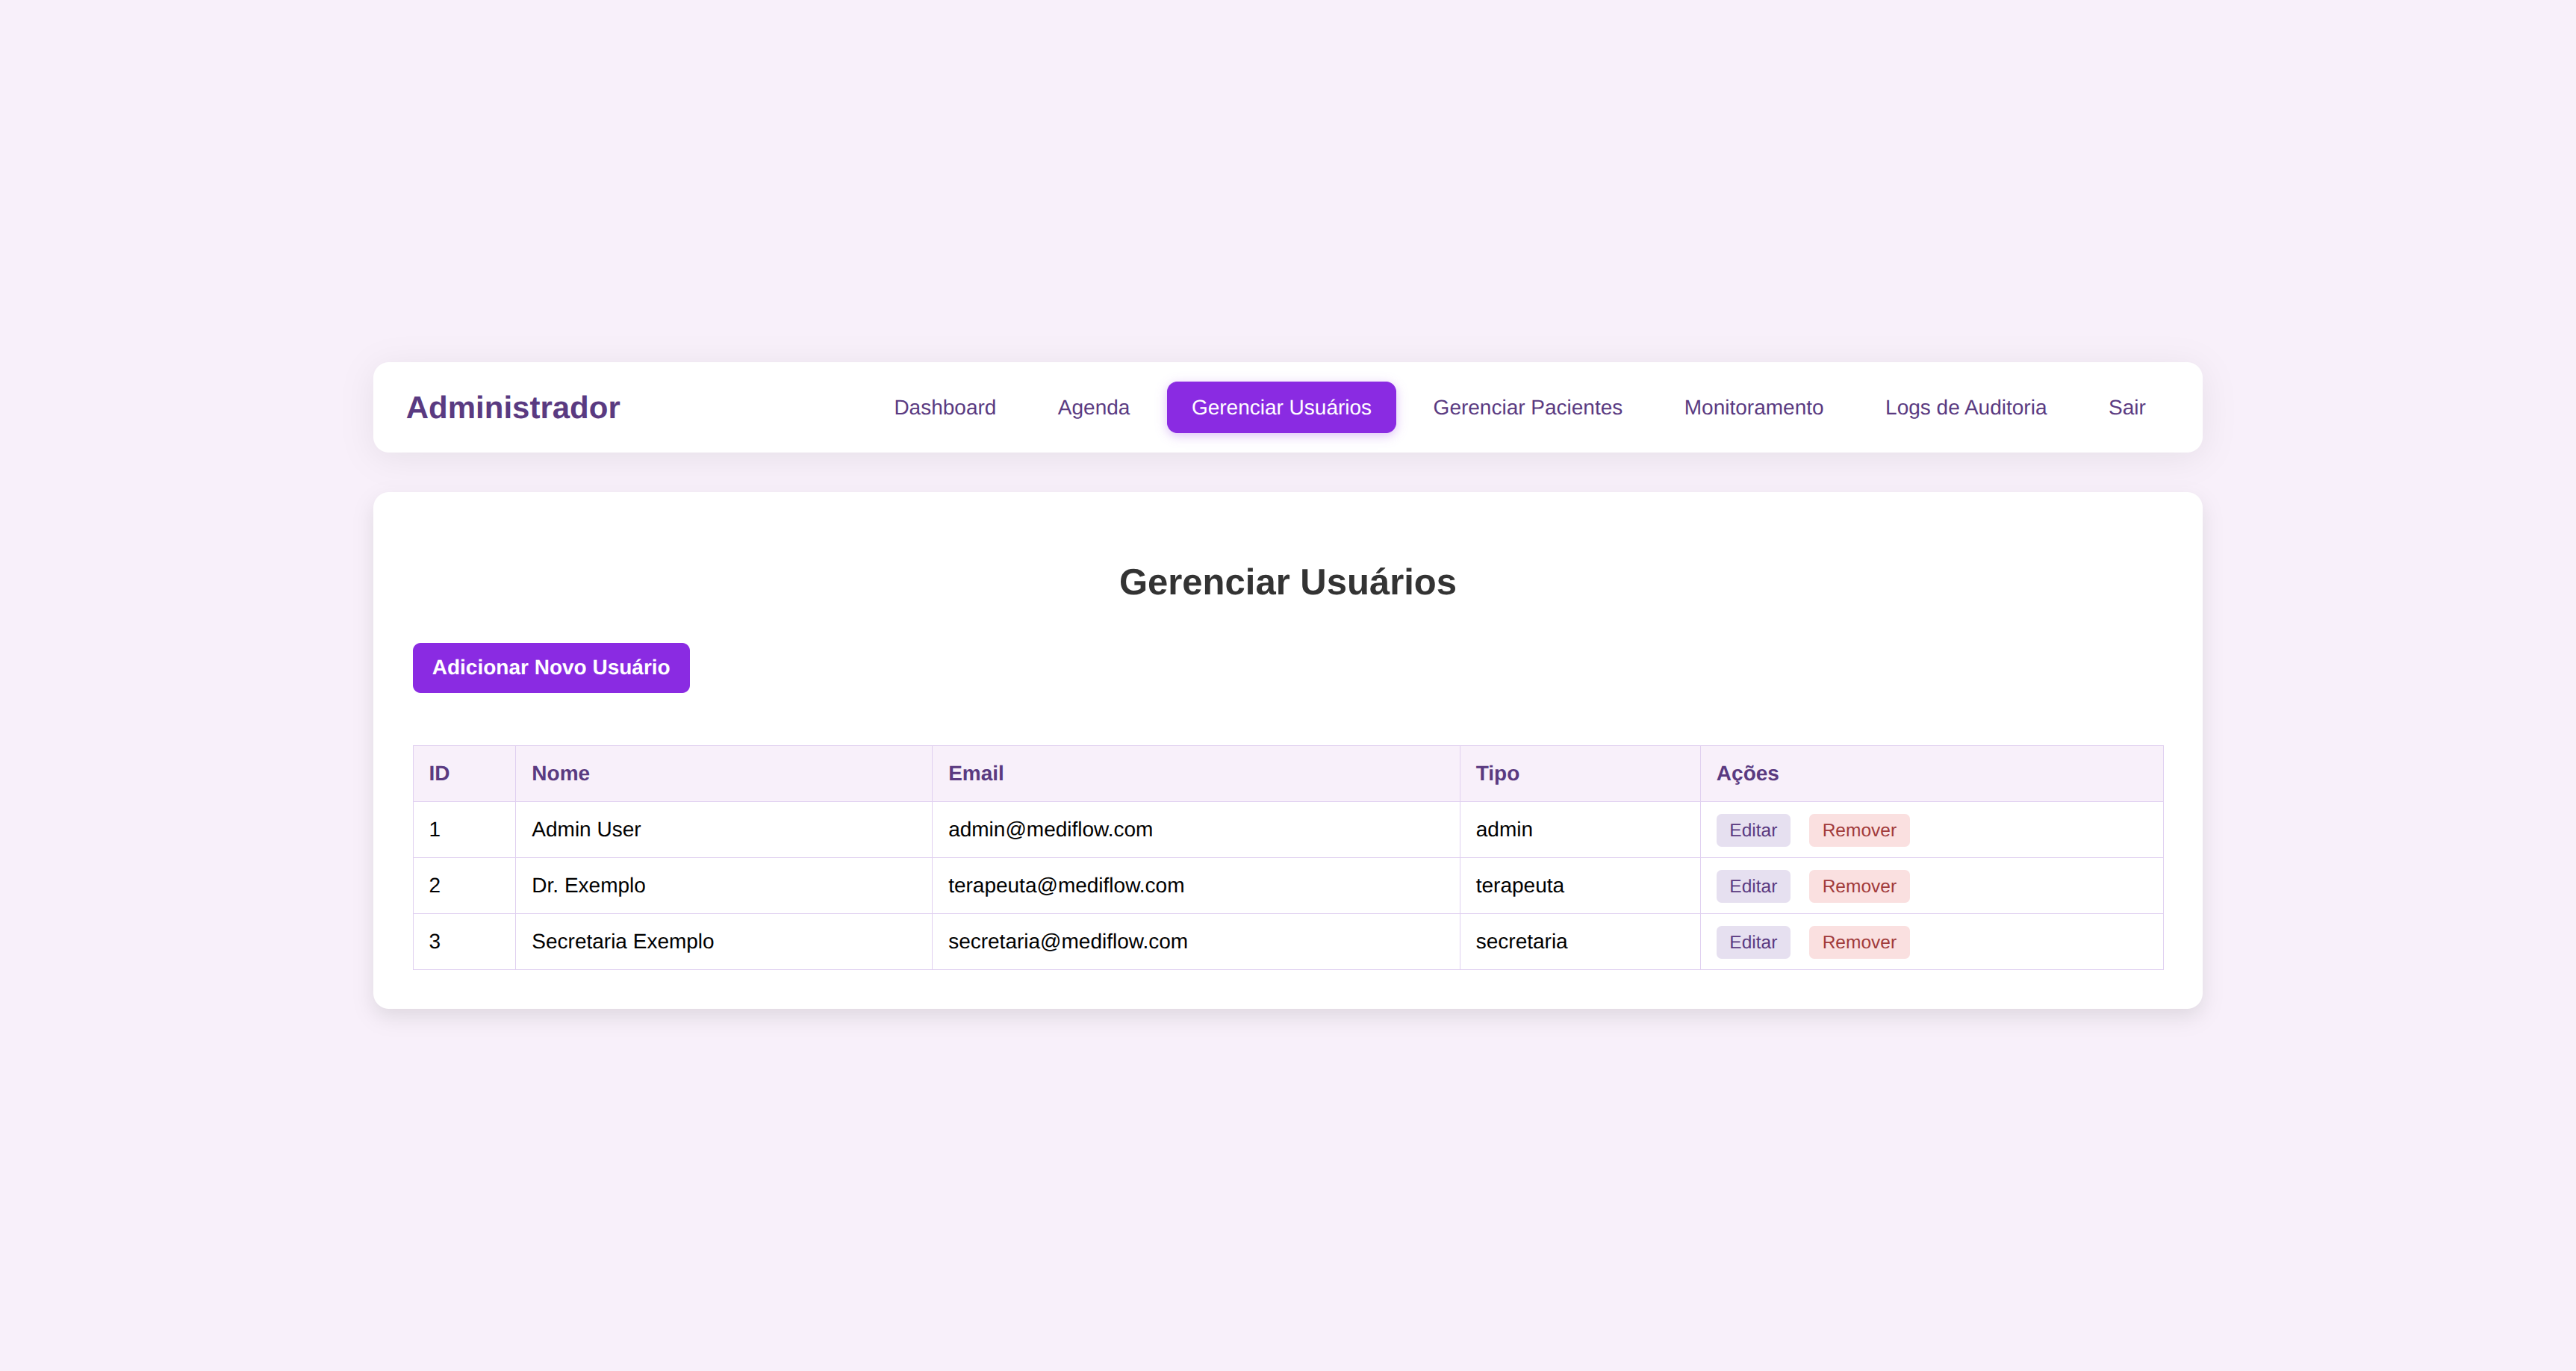 Administrador Dashboard Agenda Gerenciar Usuários Gerenciar Pacientes Monitoramento Logs de Auditoria Sair
Gerenciar Usuários
Adicionar Novo Usuário
ID Nome Email Tipo Ações
1 Admin User admin@mediflow.com admin Editar Remover
2 Dr. Exemplo terapeuta@mediflow.com terapeuta Editar Remover
3 Secretaria Exemplo secretaria@mediflow.com secretaria Editar Remover